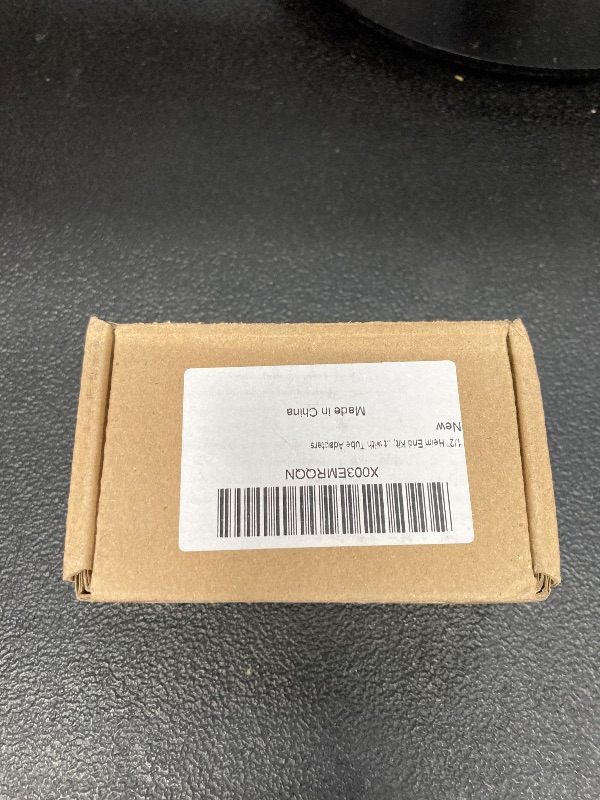 X003EMRQQN
1/2" Heim End Kit,..t with Tube Adapters
New
Made in China